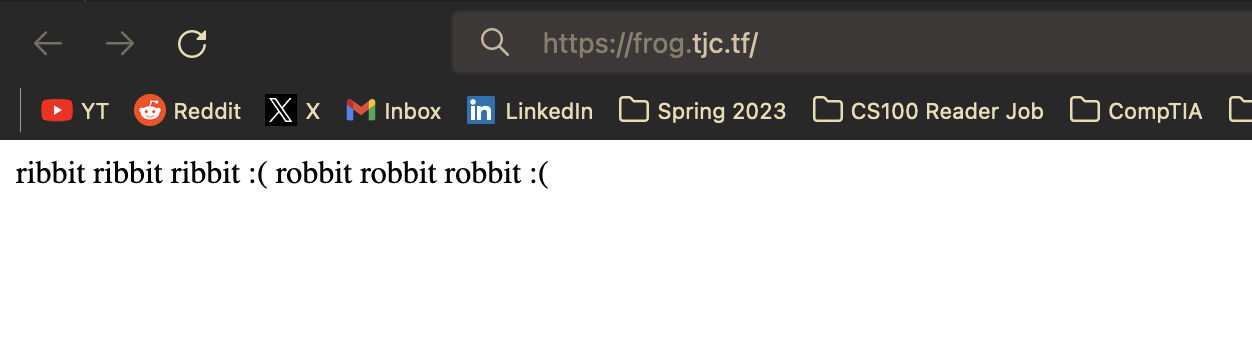 https://frog.tjc.tf/
YT Reddit X Inbox LinkedIn Spring 2023 CS100 Reader Job CompTIA
ribbit ribbit ribbit :( robbit robbit robbit :(